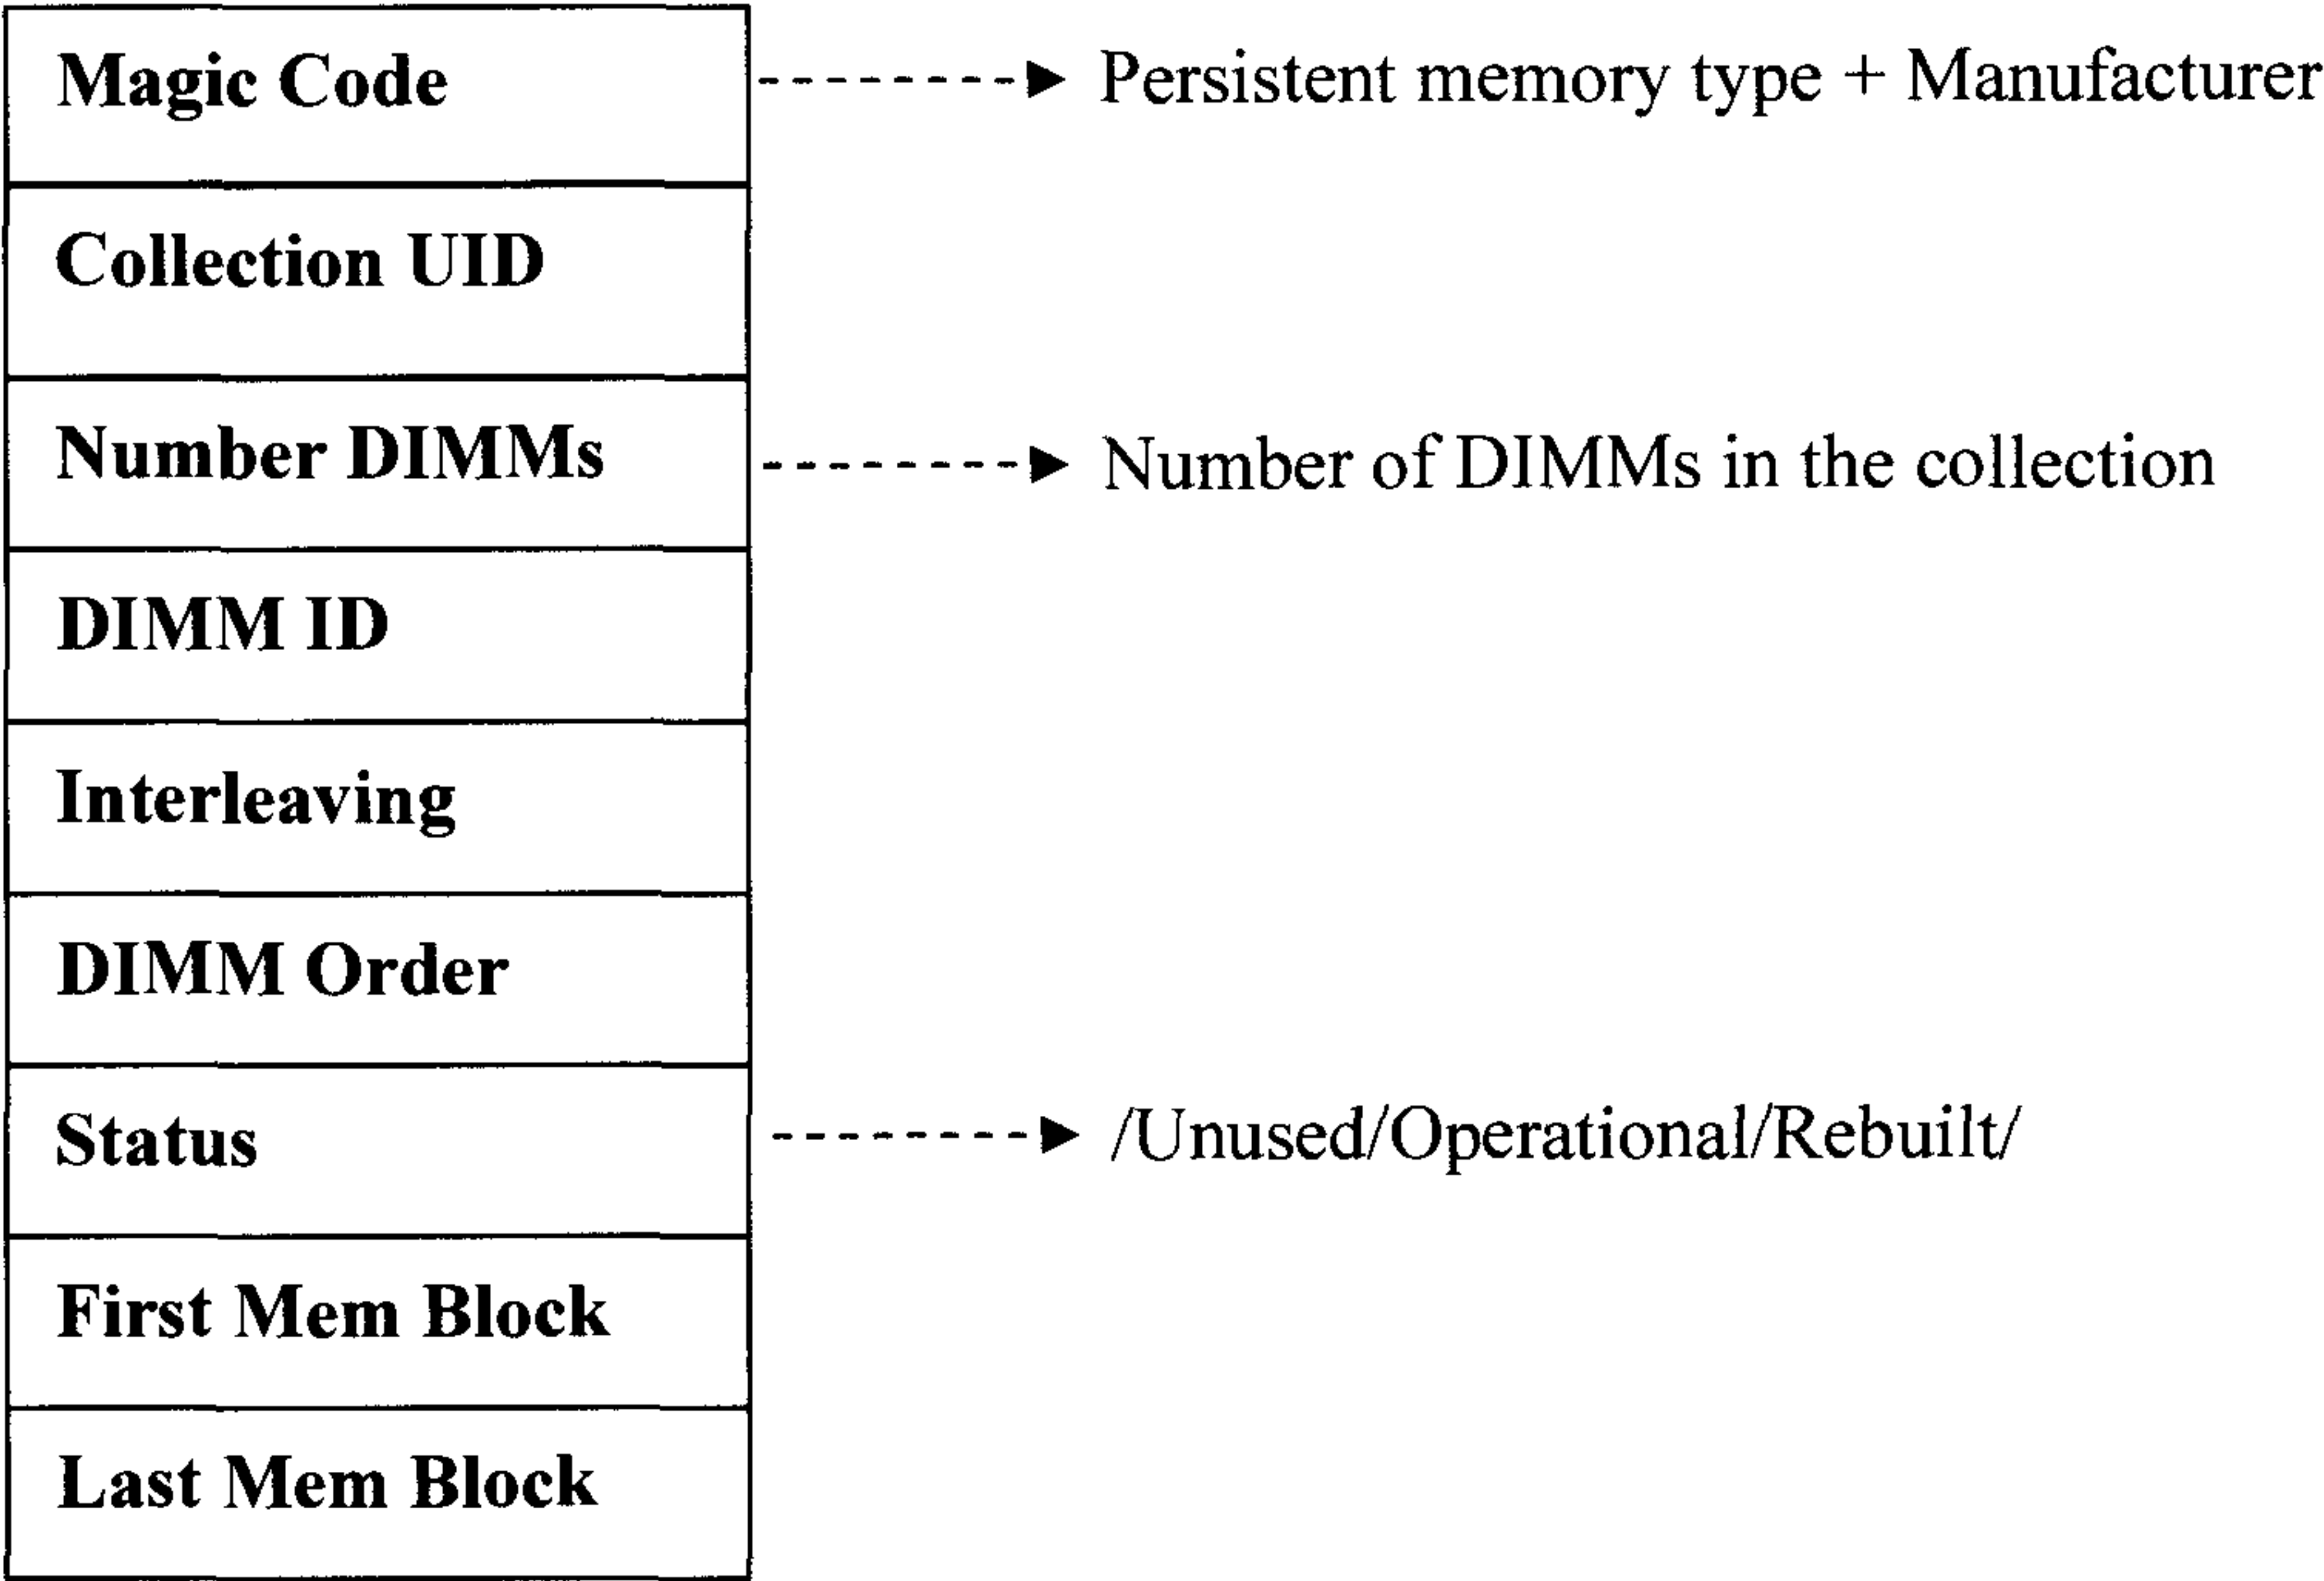 Magic Code
Persistent memory type + Manufacturer
Collection UID
Number DIMMs
Number of DIMMs in the collection
DIMM ID
Interleaving
DIMM Order
Status
/Unused/Operational/Rebuilt/
First Mem Block
Last Mem Block